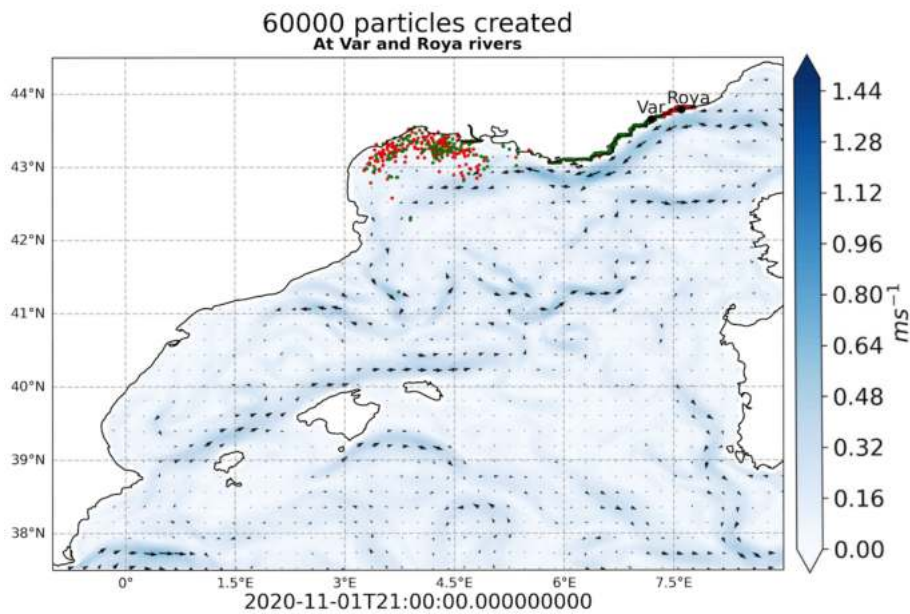 60000 particles created
At Var and Roya rivers
44°N
43°N
42°N
41°N
40°N
39°N
38°N
Var
Roya
0°
1.5°E
3°E
4.5°E
6°E
7.5°E
2020-11-01T21:00:00.0000000000
1.44
1.28
1.12
0.96
0.80
0.64
0.48
0.32
0.16
0.00
ms⁻¹